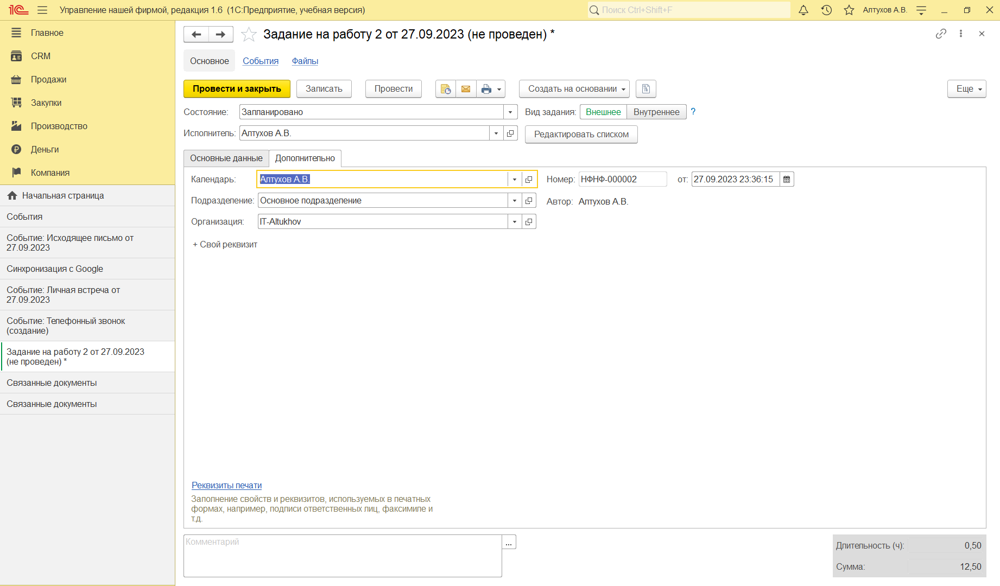 1С Управление нашей фирмой, редакция 1.6 (1С:Предприятие, учебная версия)
Поиск Ctrl+Shift+F
Алтухов А.В.
Главное
CRM
Продажи
Закупки
Производство
Деньги
Компания
Начальная страница
События
Событие: Исходящее письмо от
27.09.2023
Синхронизация с Google
Событие: Личная встреча от
27.09.2023
Событие: Телефонный звонок
(создание)
Задание на работу 2 от 27.09.2023
(не проведен) *
Связанные документы
Связанные документы
Задание на работу 2 от 27.09.2023 (не проведен) *
Основное События Файлы
Провести и закрыть Записать Провести Создать на основании Еще
Состояние: Запланировано Вид задания: Внешнее Внутреннее ?
Исполнитель: Алтухов А.В. Редактировать списком
Основные данные Дополнительно
Календарь: Алтухов А.В. Номер: НФНФ-000002 от: 27.09.2023 23:36:15
Подразделение: Основное подразделение Автор: Алтухов А.В.
Организация: IT-Altukhov
+ Свой реквизит
Реквизиты печати
Заполнение свойств и реквизитов, используемых в печатных
формах, например, подписи ответственных лиц, факсимиле и
т.д.
Комментарий ...
Длительность (ч): 0,50
Сумма: 12,50